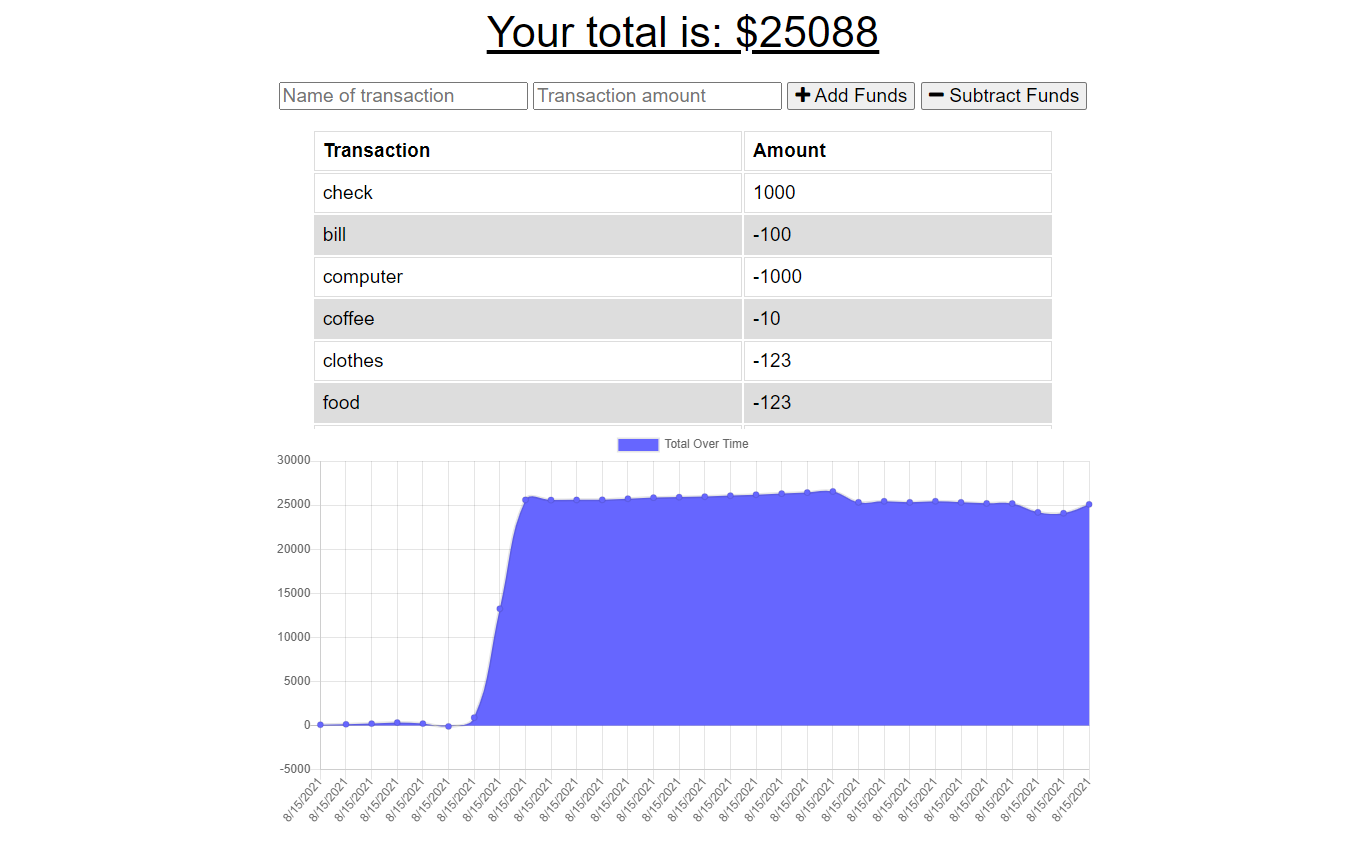 Your total is: $25088
Name of transaction Transaction amount Add Funds Subtract Funds
Transaction Amount
check 1000
bill -100
computer -1000
coffee -10
clothes -123
food -123
Total Over Time
30000
25000
20000
15000
10000
5000
0
-5000
8/15/2021 8/15/2021 8/15/2021 8/15/2021 8/15/2021 8/15/2021 8/15/2021 8/15/2021 8/15/2021 8/15/2021 8/15/2021 8/15/2021 8/15/2021 8/15/2021 8/15/2021 8/15/2021 8/15/2021 8/15/2021 8/15/2021 8/15/2021 8/15/2021 8/15/2021 8/15/2021 8/15/2021 8/15/2021 8/15/2021 8/15/2021 8/15/2021 8/15/2021 8/15/2021 8/15/2021